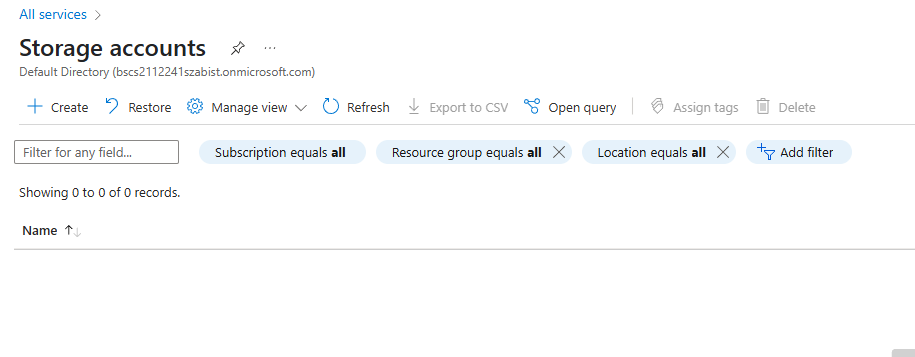 All services
Storage accounts
Default Directory (bscs2112241szabist.onmicrosoft.com)
Create Restore Manage view Refresh Export to CSV Open query Assign tags Delete
Filter for any field... Subscription equals all Resource group equals all Location equals all Add filter
Showing 0 to 0 of 0 records.
Name